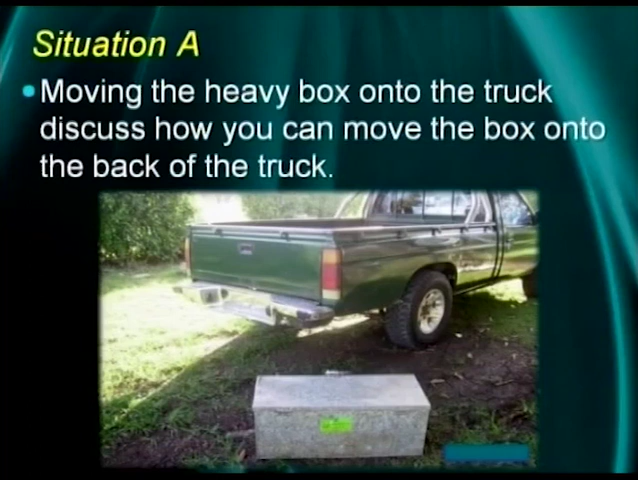 Situation A
Moving the heavy box onto the truck
discuss how you can move the box onto
the back of the truck.